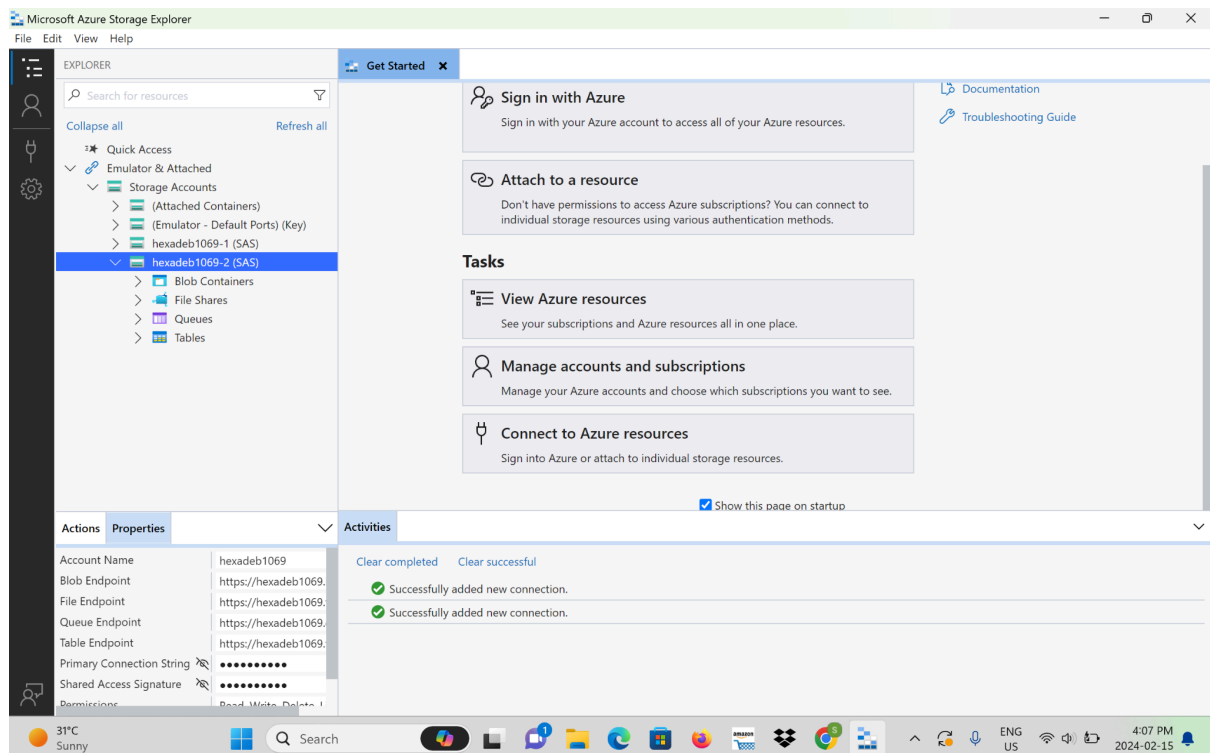 Microsoft Azure Storage Explorer
File Edit View Help
EXPLORER
Search for resources
Collapse all Refresh all
Quick Access
Emulator & Attached
Storage Accounts
(Attached Containers)
(Emulator - Default Ports) (Key)
hexadeb1069-1 (SAS)
hexadeb1069-2 (SAS)
Blob Containers
File Shares
Queues
Tables
Actions Properties
Account Name hexadeb1069
Blob Endpoint https://hexadeb1069.
File Endpoint https://hexadeb1069.
Queue Endpoint https://hexadeb1069.
Table Endpoint https://hexadeb1069.
Primary Connection String ●●●●●●●●●●
Shared Access Signature ●●●●●●●●●●
Permissions Read, Write, Delete, L
Get Started
Sign in with Azure
Sign in with your Azure account to access all of your Azure resources.
Attach to a resource
Don't have permissions to access Azure subscriptions? You can connect to
individual storage resources using various authentication methods.
Tasks
View Azure resources
See your subscriptions and Azure resources all in one place.
Manage accounts and subscriptions
Manage your Azure accounts and choose which subscriptions you want to see.
Connect to Azure resources
Sign into Azure or attach to individual storage resources.
Show this page on startup
Documentation
Troubleshooting Guide
Activities
Clear completed Clear successful
Successfully added new connection.
Successfully added new connection.
31°C
Sunny
Search
amazon
ENG
US
4:07 PM
2024-02-15